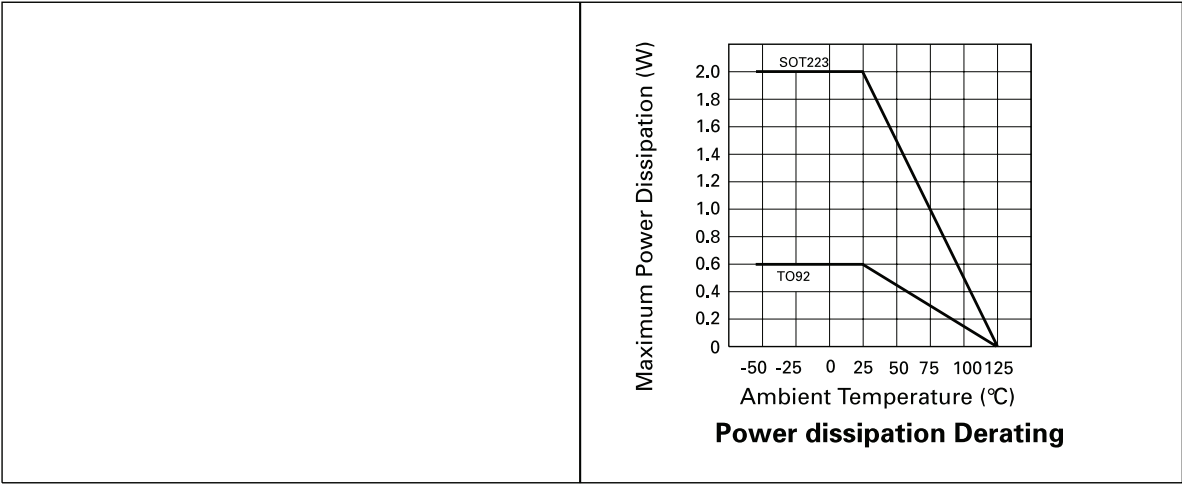 Maximum Power Dissipation (W)
2.0
1.8
1.6
1.4
1.2
1.0
0.8
0.6
0.4
0.2
0
SOT223
TO92
-50 -25 0 25 50 75 100 125
Ambient Temperature (°C)
Power dissipation Derating